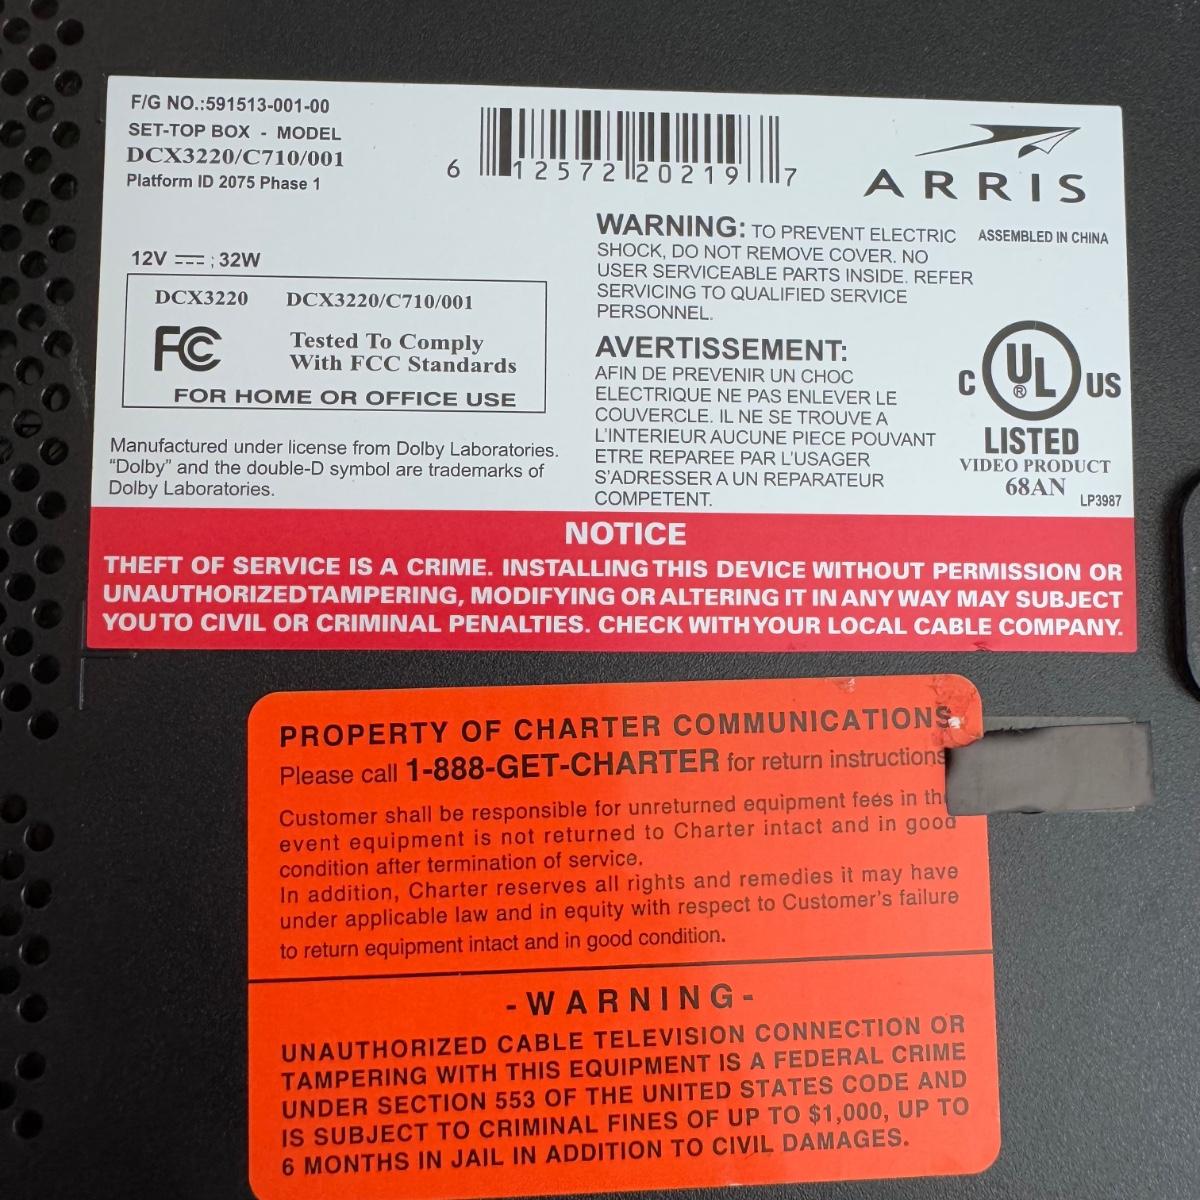 F/G NO.:591513-001-00
SET-TOP BOX - MODEL
DCX3220/C710/001
Platform ID 2075 Phase 1
6 12572 20219 7
ARRIS
ASSEMBLED IN CHINA
12V ⎓ ; 32W
DCX3220 DCX3220/C710/001
FC
Tested To Comply
With FCC Standards
FOR HOME OR OFFICE USE
Manufactured under license from Dolby Laboratories.
“Dolby” and the double-D symbol are trademarks of
Dolby Laboratories.
WARNING: TO PREVENT ELECTRIC
SHOCK, DO NOT REMOVE COVER. NO
USER SERVICEABLE PARTS INSIDE. REFER
SERVICING TO QUALIFIED SERVICE
PERSONNEL.
AVERTISSEMENT:
AFIN DE PREVENIR UN CHOC
ELECTRIQUE NE PAS ENLEVER LE
COUVERCLE. IL NE SE TROUVE A
L'INTERIEUR AUCUNE PIECE POUVANT
ETRE REPAREE PAR L'USAGER
S'ADRESSER A UN REPARATEUR
COMPETENT.
C UL® US
LISTED
VIDEO PRODUCT
68AN
LP3987
NOTICE
THEFT OF SERVICE IS A CRIME. INSTALLING THIS DEVICE WITHOUT PERMISSION OR
UNAUTHORIZED TAMPERING, MODIFYING OR ALTERING IT IN ANY WAY MAY SUBJECT
YOU TO CIVIL OR CRIMINAL PENALTIES. CHECK WITH YOUR LOCAL CABLE COMPANY.
PROPERTY OF CHARTER COMMUNICATIONS
Please call 1-888-GET-CHARTER for return instructions
Customer shall be responsible for unreturned equipment fees in
event equipment is not returned to Charter intact and in good
condition after termination of service.
In addition, Charter reserves all rights and remedies it may have
under applicable law and in equity with respect to Customer's failure
to return equipment intact and in good condition.
-WARNING-
UNAUTHORIZED CABLE TELEVISION CONNECTION OR
TAMPERING WITH THIS EQUIPMENT IS A FEDERAL CRIME
UNDER SECTION 553 OF THE UNITED STATES CODE AND
IS SUBJECT TO CRIMINAL FINES OF UP TO $1,000, UP TO
6 MONTHS IN JAIL IN ADDITION TO CIVIL DAMAGES.